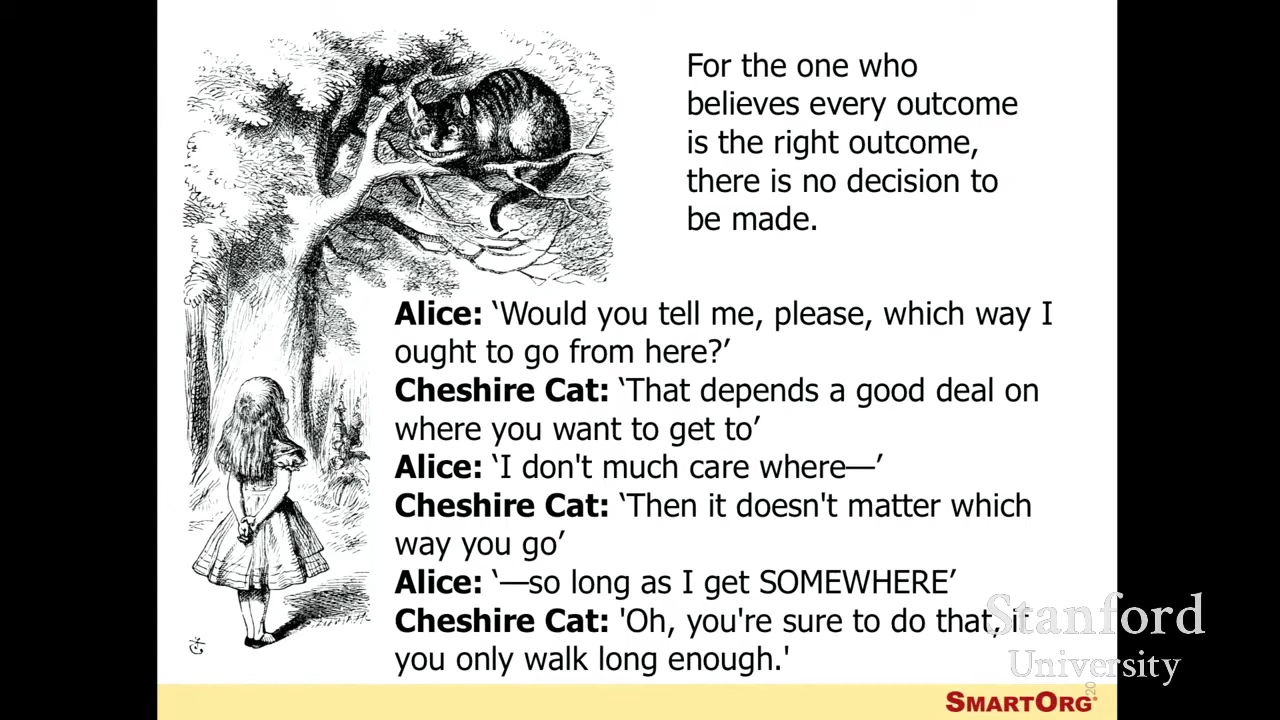 For the one who
believes every outcome
is the right outcome,
there is no decision to
be made.
Alice: ‘Would you tell me, please, which way I
ought to go from here?’
Cheshire Cat: ‘That depends a good deal on
where you want to get to’
Alice: ‘I don't much care where—’
Cheshire Cat: ‘Then it doesn't matter which
way you go’
Alice: ‘—so long as I get SOMEWHERE’
Cheshire Cat: 'Oh, you're sure to do that, if
you only walk long enough.'
Stanford
University
SMARTORG®
20